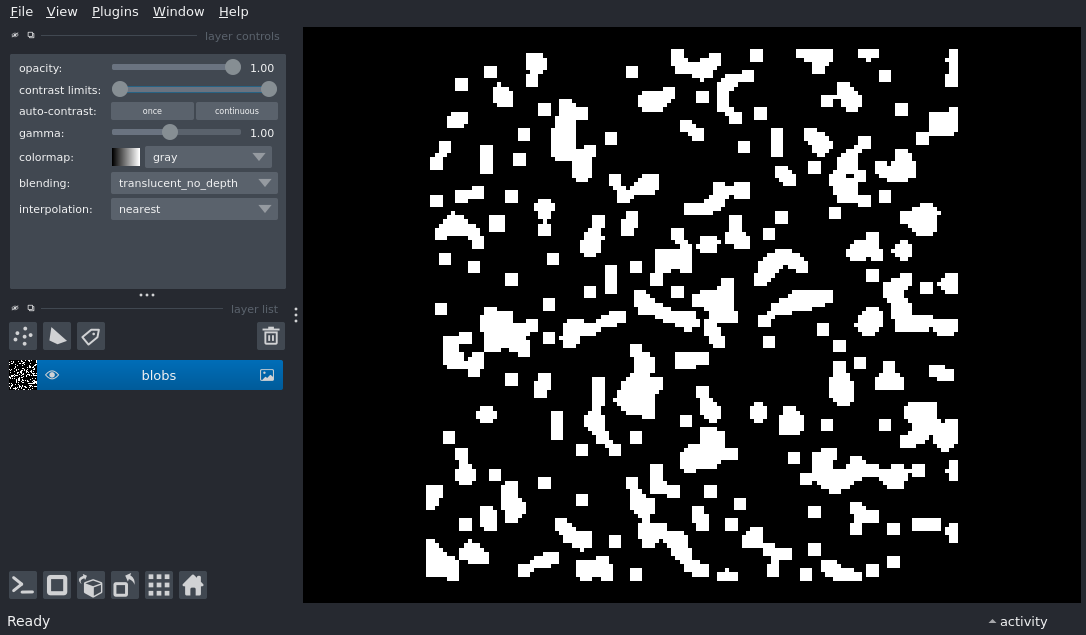 File View Plugins Window Help
layer controls
opacity: 1.00
contrast limits:
auto-contrast: once continuous
gamma: 1.00
colormap: gray
blending: translucent_no_depth
interpolation: nearest
layer list
blobs
Ready activity